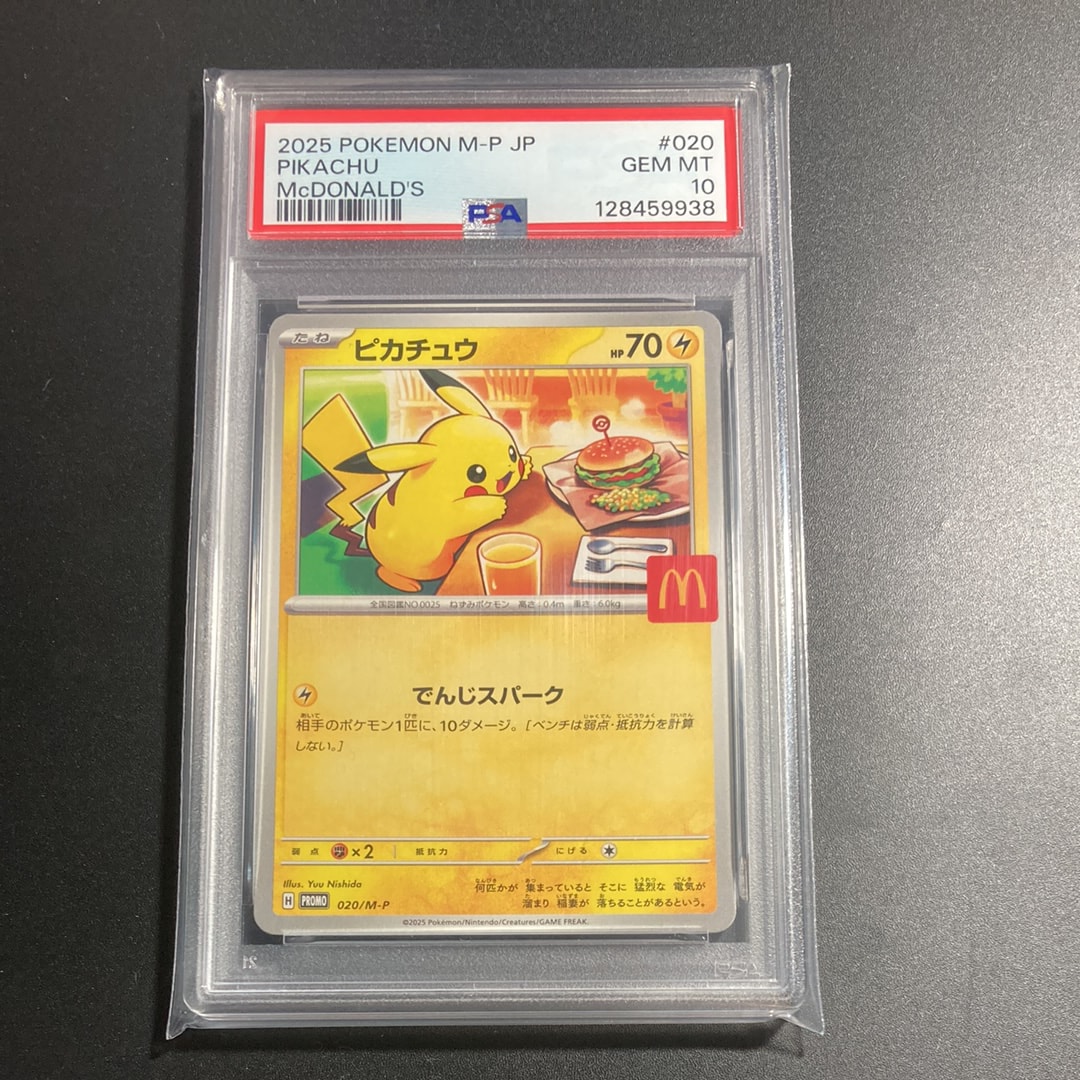 2025 POKEMON M-P JP #020
PIKACHU GEM MT
McDONALD'S 10
PSA 128459938
たね ピカチュウ HP 70
全国図鑑NO.0025 ねずみポケモン 高さ:0.4m 重さ:6.0kg
M
でんじスパーク
相手のポケモン1匹に、10ダメージ。[ベンチは弱点・抵抗力を計算
しない。]
弱点 ×2 抵抗力 にげる
Illus. Yuu Nishida
何匹かが 集まっていると そこに 猛烈な 電気が
溜まり 稲妻が 落ちることがあるという。
H PROMO 020/M-P
©2025 Pokémon/Nintendo/Creatures/GAME FREAK.